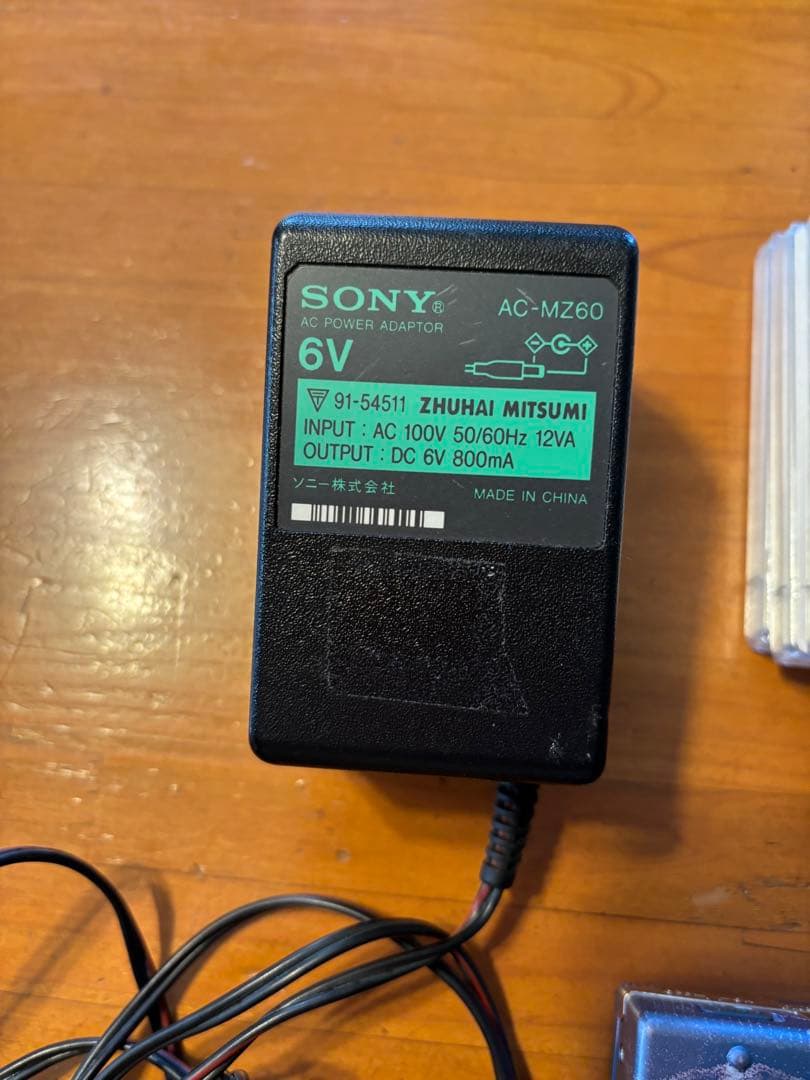 SONY®
AC-MZ60
AC POWER ADAPTOR
6V
91-54511 ZHUHAI MITSUMI
INPUT : AC 100V 50/60Hz 12VA
OUTPUT : DC 6V 800mA
ソニー株式会社
MADE IN CHINA